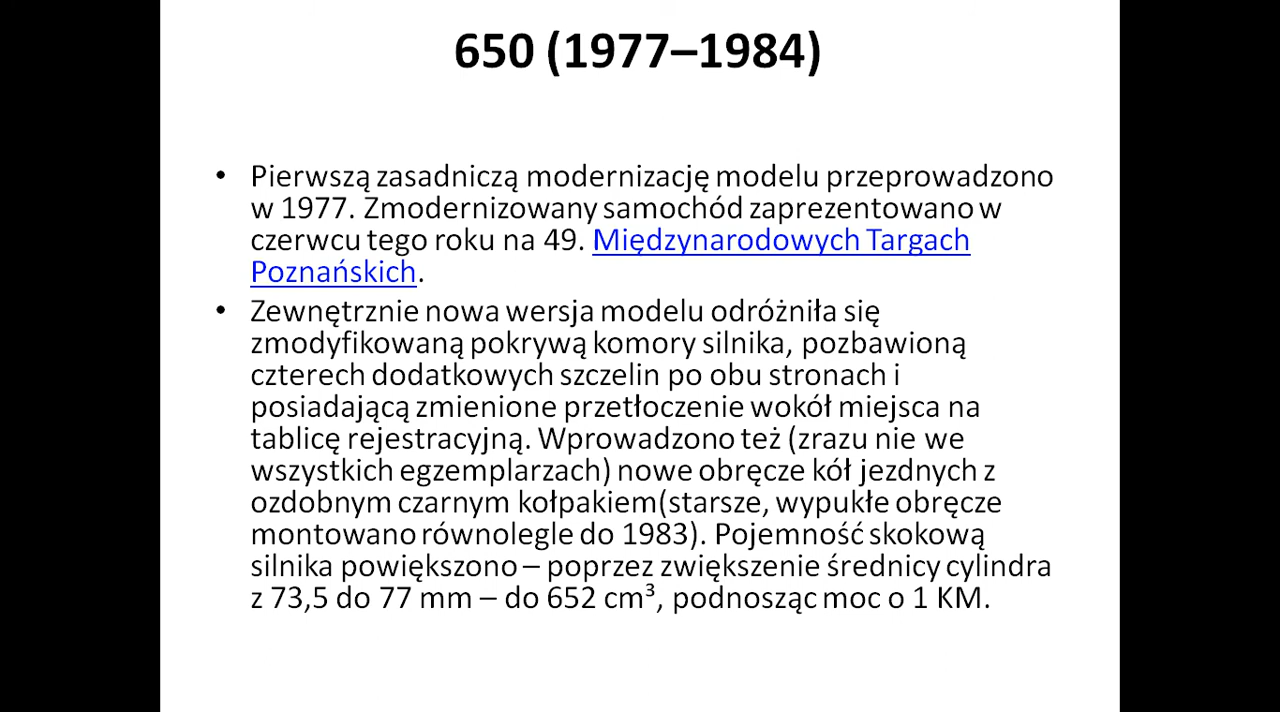 650 (1977–1984)
• Pierwszą zasadniczą modernizację modelu przeprowadzono
w 1977. Zmodernizowany samochód zaprezentowano w
czerwcu tego roku na 49. Międzynarodowych Targach
Poznańskich.
• Zewnętrznie nowa wersja modelu odróżniła się
zmodyfikowaną pokrywą komory silnika, pozbawioną
czterech dodatkowych szczelin po obu stronach i
posiadającą zmienione przetłoczenie wokół miejsca na
tablicę rejestracyjną. Wprowadzono też (zrazu nie we
wszystkich egzemplarzach) nowe obręcze kół jezdnych z
ozdobnym czarnym kołpakiem(starsze, wypukłe obręcze
montowano równolegle do 1983). Pojemność skokową
silnika powiększono – poprzez zwiększenie średnicy cylindra
z 73,5 do 77 mm – do 652 cm³, podnosząc moc o 1 KM.